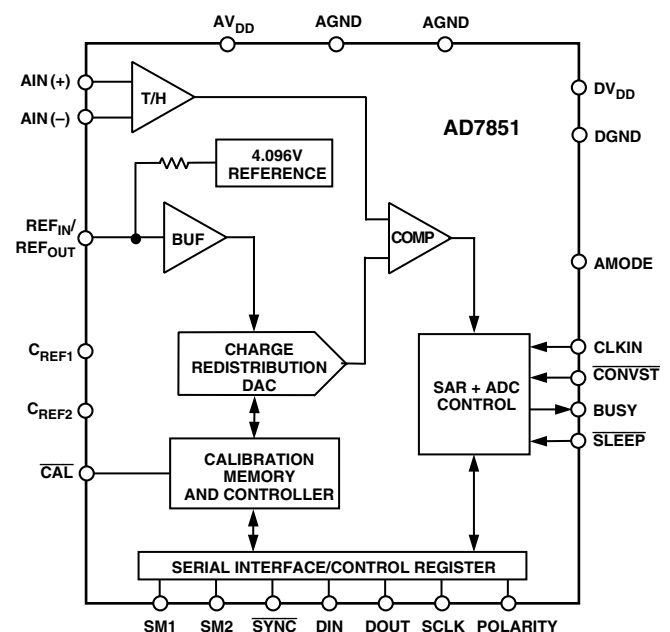 AVDD AGND AGND
AIN (+)
AIN (–)
T/H
AD7851
DVDD
DGND
4.096V
REFERENCE
REFIN/
REFOUT
BUF
COMP
AMODE
CREF1
CREF2
CHARGE
REDISTRIBUTION
DAC
SAR + ADC
CONTROL
CLKIN
CONVST
BUSY
SLEEP
CAL
CALIBRATION
MEMORY
AND CONTROLLER
SERIAL INTERFACE/CONTROL REGISTER
SM1 SM2 SYNC DIN DOUT SCLK POLARITY